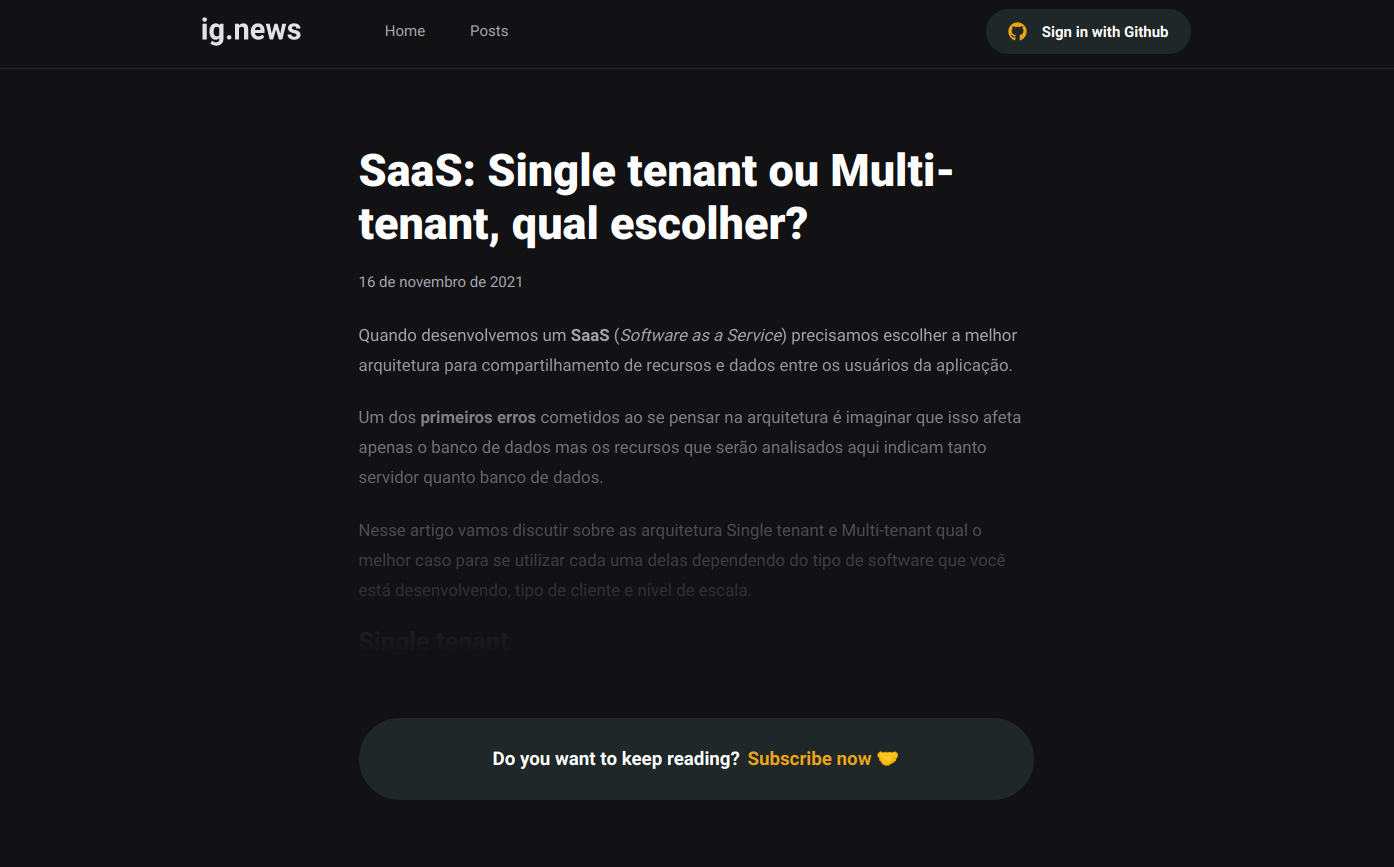 ig.news
Home
Posts
Sign in with Github
SaaS: Single tenant ou Multi-
tenant, qual escolher?
16 de novembro de 2021
Quando desenvolvemos um SaaS (Software as a Service) precisamos escolher a melhor
arquitetura para compartilhamento de recursos e dados entre os usuários da aplicação.
Um dos primeiros erros cometidos ao se pensar na arquitetura é imaginar que isso afeta
apenas o banco de dados mas os recursos que serão analisados aqui indicam tanto
servidor quanto banco de dados.
Nesse artigo vamos discutir sobre as arquitetura Single tenant e Multi-tenant qual o
melhor caso para se utilizar cada uma delas dependendo do tipo de software que você
está desenvolvendo, tipo de cliente e nível de escala.
Single tenant
Do you want to keep reading? Subscribe now 🤝